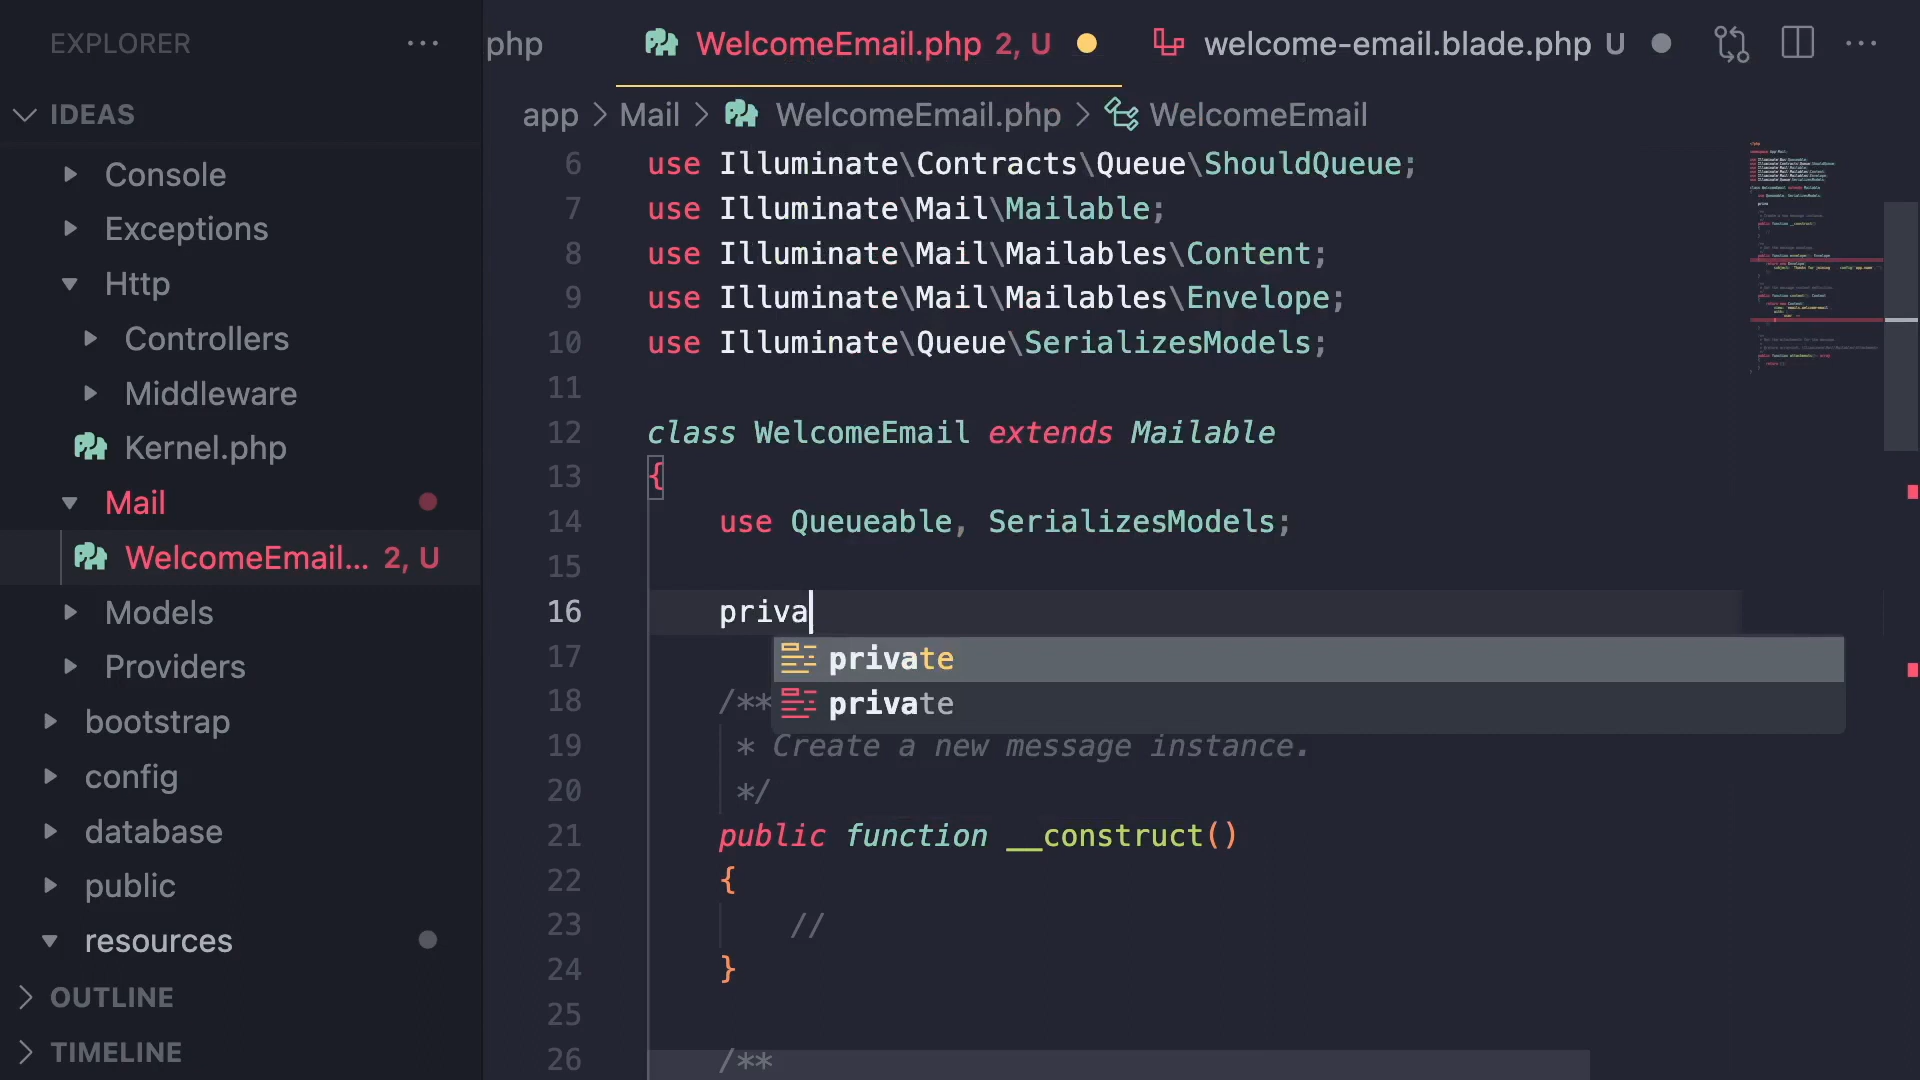 EXPLORER
php
WelcomeEmail.php 2, U
welcome-email.blade.php U
IDEAS
app > Mail > WelcomeEmail.php > WelcomeEmail
Console
Exceptions
Http
Controllers
Middleware
Kernel.php
Mail
WelcomeEmail... 2, U
Models
Providers
bootstrap
config
database
public
resources
OUTLINE
TIMELINE
6 use Illuminate\Contracts\Queue\ShouldQueue;
7 use Illuminate\Mail\Mailable;
8 use Illuminate\Mail\Mailables\Content;
9 use Illuminate\Mail\Mailables\Envelope;
10 use Illuminate\Queue\SerializesModels;
11
12 class WelcomeEmail extends Mailable
13 {
14 use Queueable, SerializesModels;
15
16 priva
private
private
17
18 /**
19 * Create a new message instance.
20 */
21 public function __construct()
22 {
23 //
24 }
25
26 /**